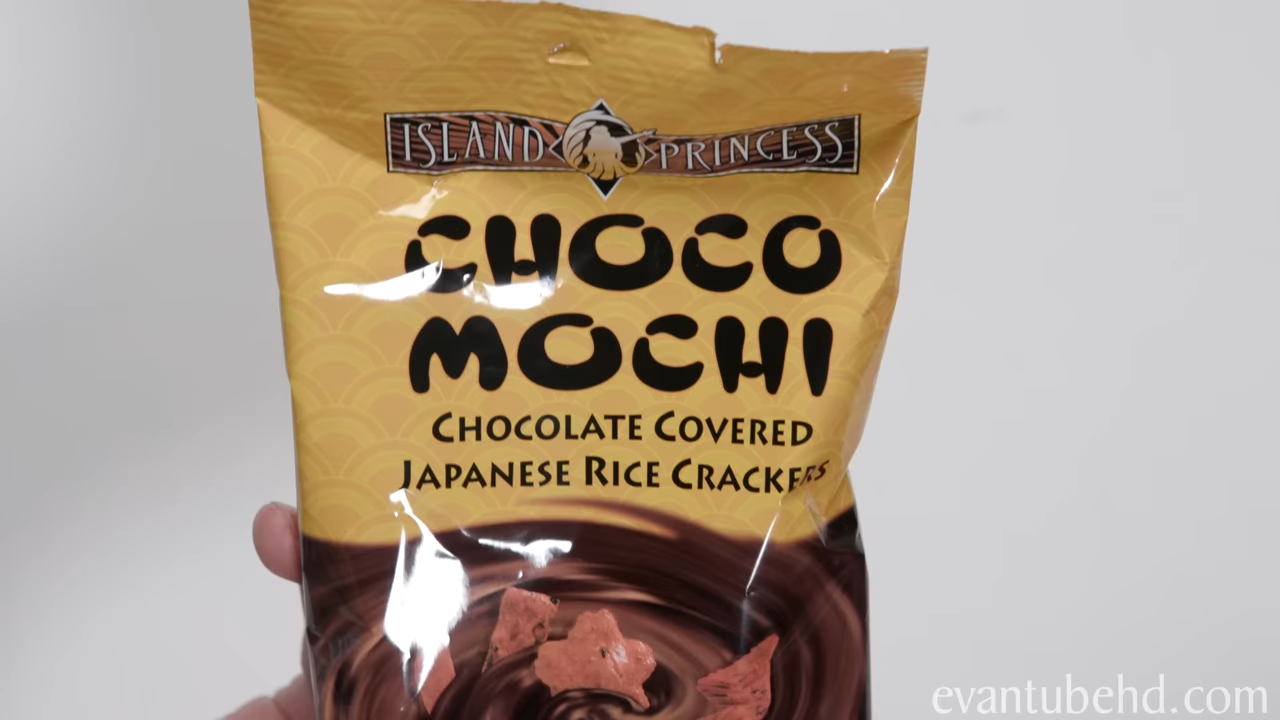 ISLAND PRINCESS
CHOCO
MOCHI
CHOCOLATE COVERED
JAPANESE RICE CRACKERS
evantubehd.com